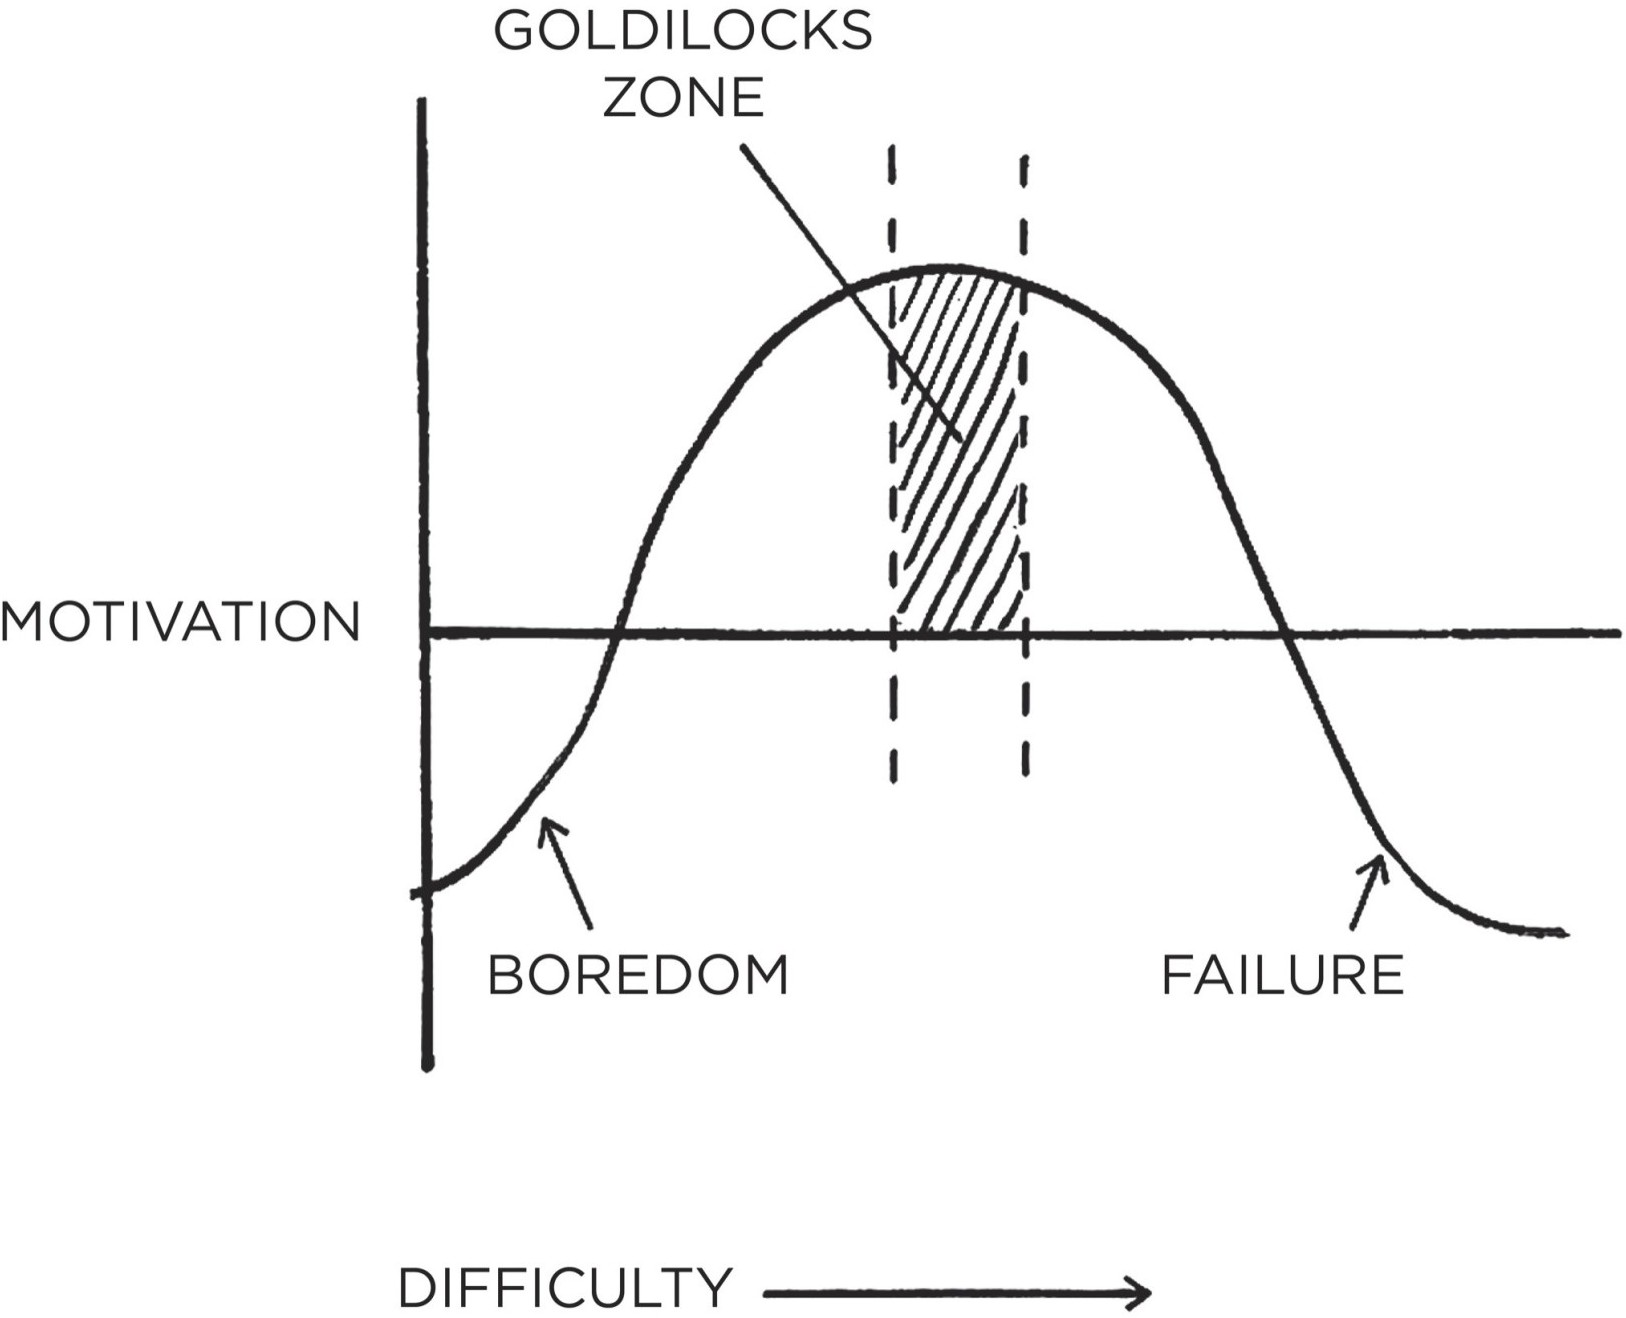 GOLDILOCKS
ZONE
MOTIVATION
BOREDOM
FAILURE
DIFFICULTY